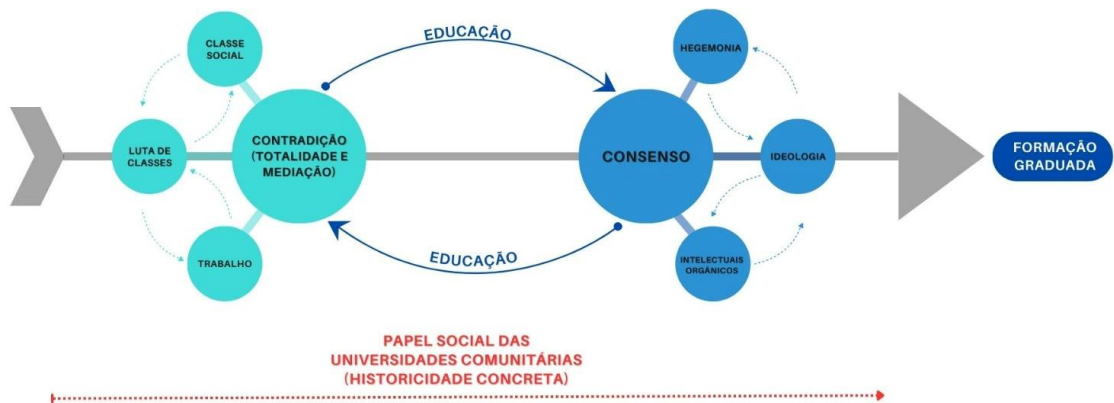 EDUCAÇÃO
CLASSE
SOCIAL
HEGEMONIA
LUTA DE
CLASSES
CONTRADIÇÃO
(TOTALIDADE E
MEDIAÇÃO)
CONSENSO
IDEOLOGIA
FORMAÇÃO
GRADUADA
TRABALHO
EDUCAÇÃO
INTELECTUAIS
ORGÂNICOS
PAPEL SOCIAL DAS
UNIVERSIDADES COMUNITÁRIAS
(HISTORICIDADE CONCRETA)